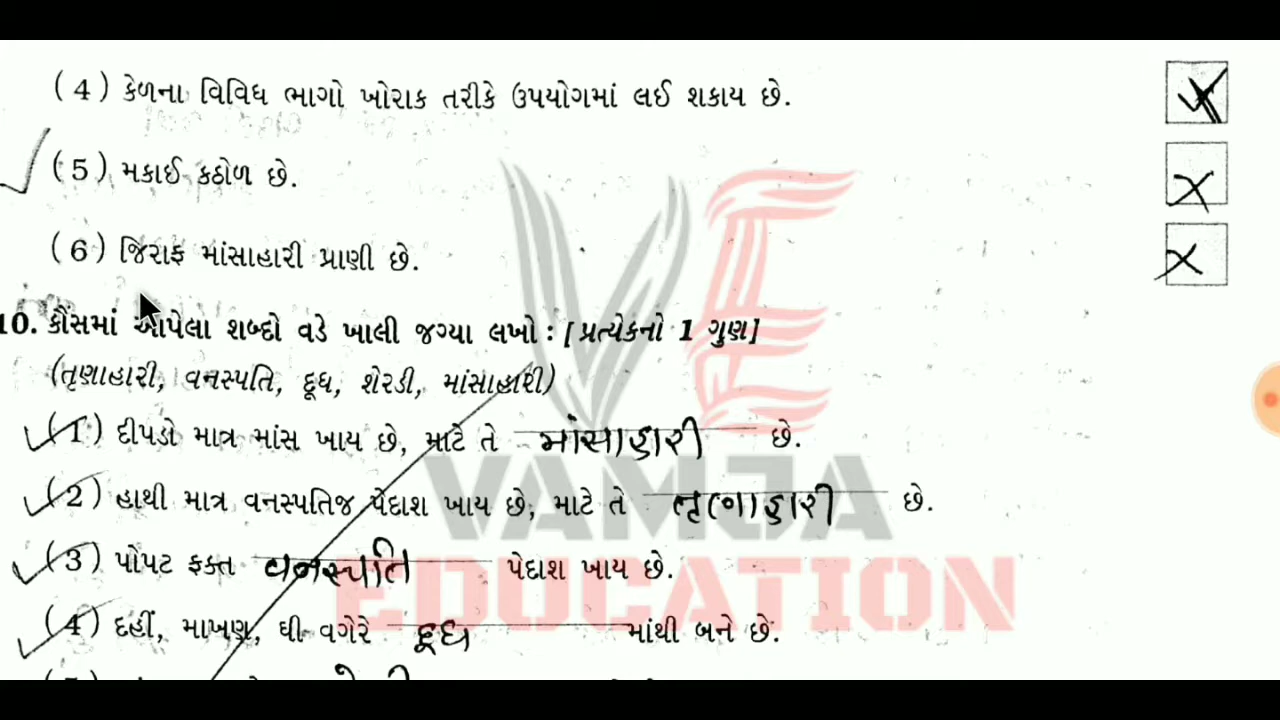 (4) કેળના વિવિધ ભાગો ખોરાક તરીકે ઉપયોગમાં લઈ શકાય છે.
(5) મકાઈ કઠોળ છે.
(6) જિરાફ માંસાહારી પ્રાણી છે.
10. કૌંસમાં આપેલા શબ્દો વડે ખાલી જગ્યા લખો : [પ્રત્યેકનો 1 ગુણ]
(તૃણાહારી, વનસ્પતિ, દૂધ, શેરડી, માંસાહારી)
(1) દીપડો માત્ર માંસ ખાય છે, માટે તે માંસાહારી છે.
(2) હાથી માત્ર વનસ્પતિજ પેદાશ ખાય છે, માટે તે તૃણાહારી છે.
(3) પોપટ ફક્ત વનસ્પતિ પેદાશ ખાય છે.
(4) દહીં, માખણ, ઘી વગેરે દૂધ માંથી બને છે.
VE
VAMJA
EDUCATION